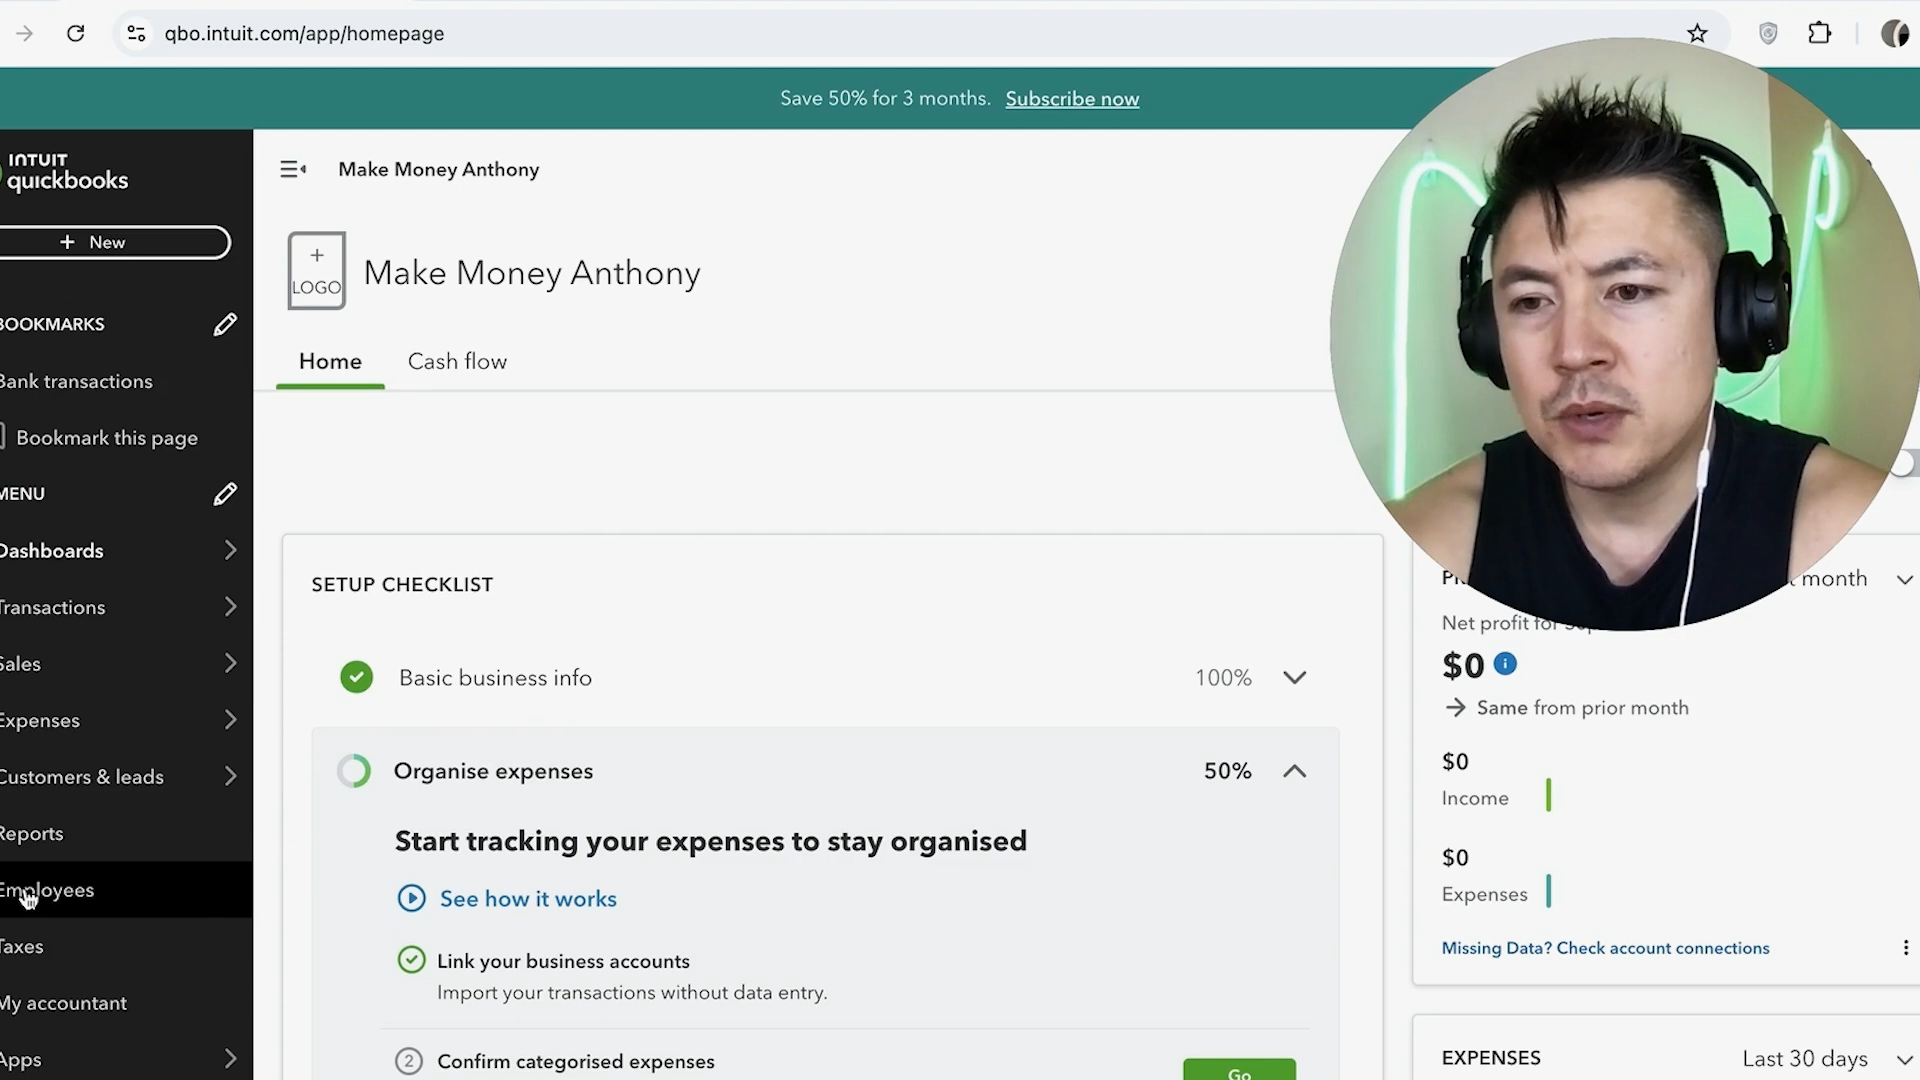 qbo.intuit.com/app/homepage
Save 50% for 3 months. Subscribe now
INTUIT
quickbooks
Make Money Anthony
+ New
+
LOGO
Make Money Anthony
BOOKMARKS
Home
Cash flow
Bank transactions
Bookmark this page
MENU
Dashboards
Transactions
Sales
Expenses
Customers & leads
Reports
Employees
Taxes
My accountant
Apps
SETUP CHECKLIST
Basic business info
100%
Organise expenses
50%
Start tracking your expenses to stay organised
See how it works
Link your business accounts
Import your transactions without data entry.
2
Confirm categorised expenses
Go
month
Net profit for
$0
Same from prior month
$0
Income
$0
Expenses
Missing Data? Check account connections
EXPENSES
Last 30 days